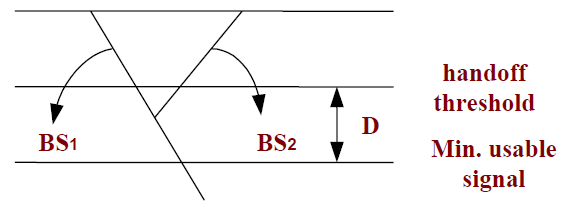 handoff
threshold
BS1
BS2
D
Min. usable
signal